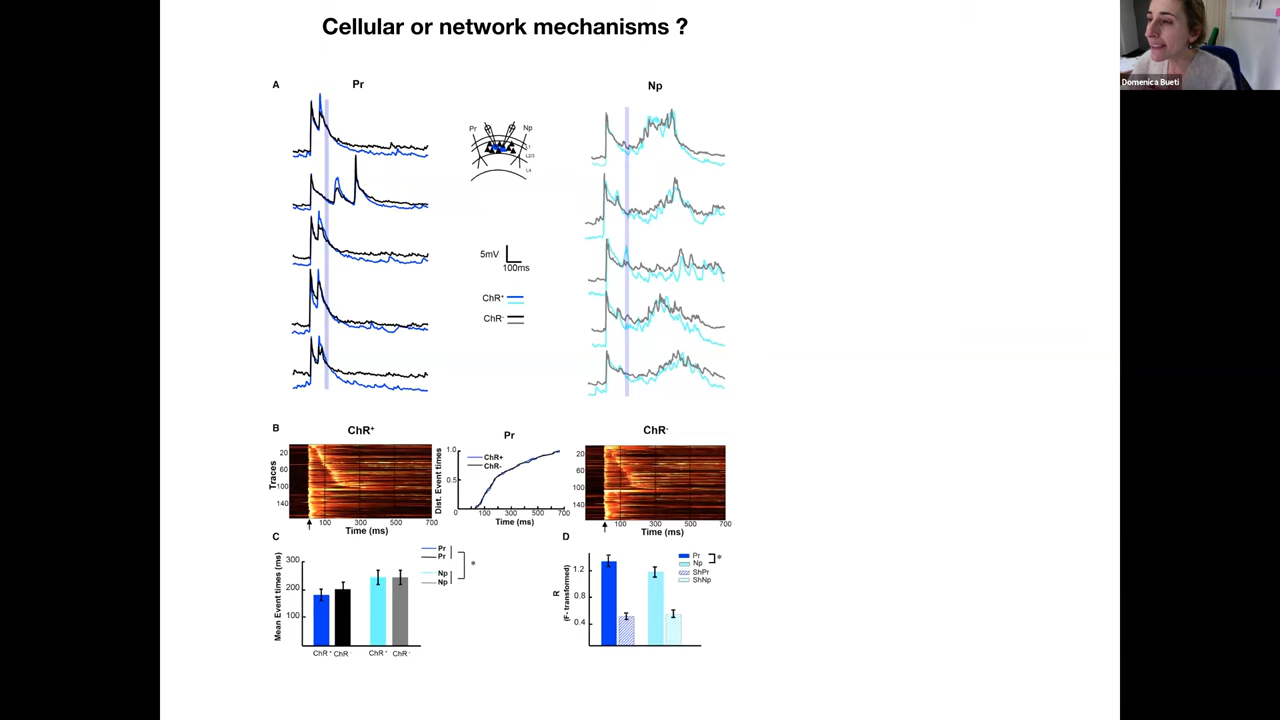 Cellular or network mechanisms ?
Domenica Bueti
A
Pr
Np
Pr
Np
L2/3
L4
5mV
100ms
ChR+
ChR-
B
ChR+
Pr
ChR-
Traces
20
60
100
140
100 300 500 700
Time (ms)
Dist. Event times
1.0
0.5
0 100 300 500 700
Time (ms)
ChR+
ChR-
20
60
100
140
100 300 500 700
Time (ms)
C
Mean Event times (ms)
300
200
100
ChR+ ChR- ChR+ ChR-
Pr
Pr
Np
Np
*
D
R
(F- transformed)
1.2
0.8
0.4
Pr
Np
ShPr
ShNp
*